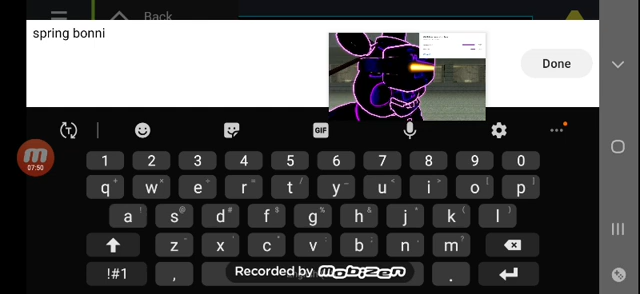 Back
spring bonni
Done
GIF
07:50
1 2 3 4 5 6 7 8 9 0
q w e r t y u i o p
a s d f g h j k l
z x c v b n m
!#1 , Recorded by MOBIZEN .